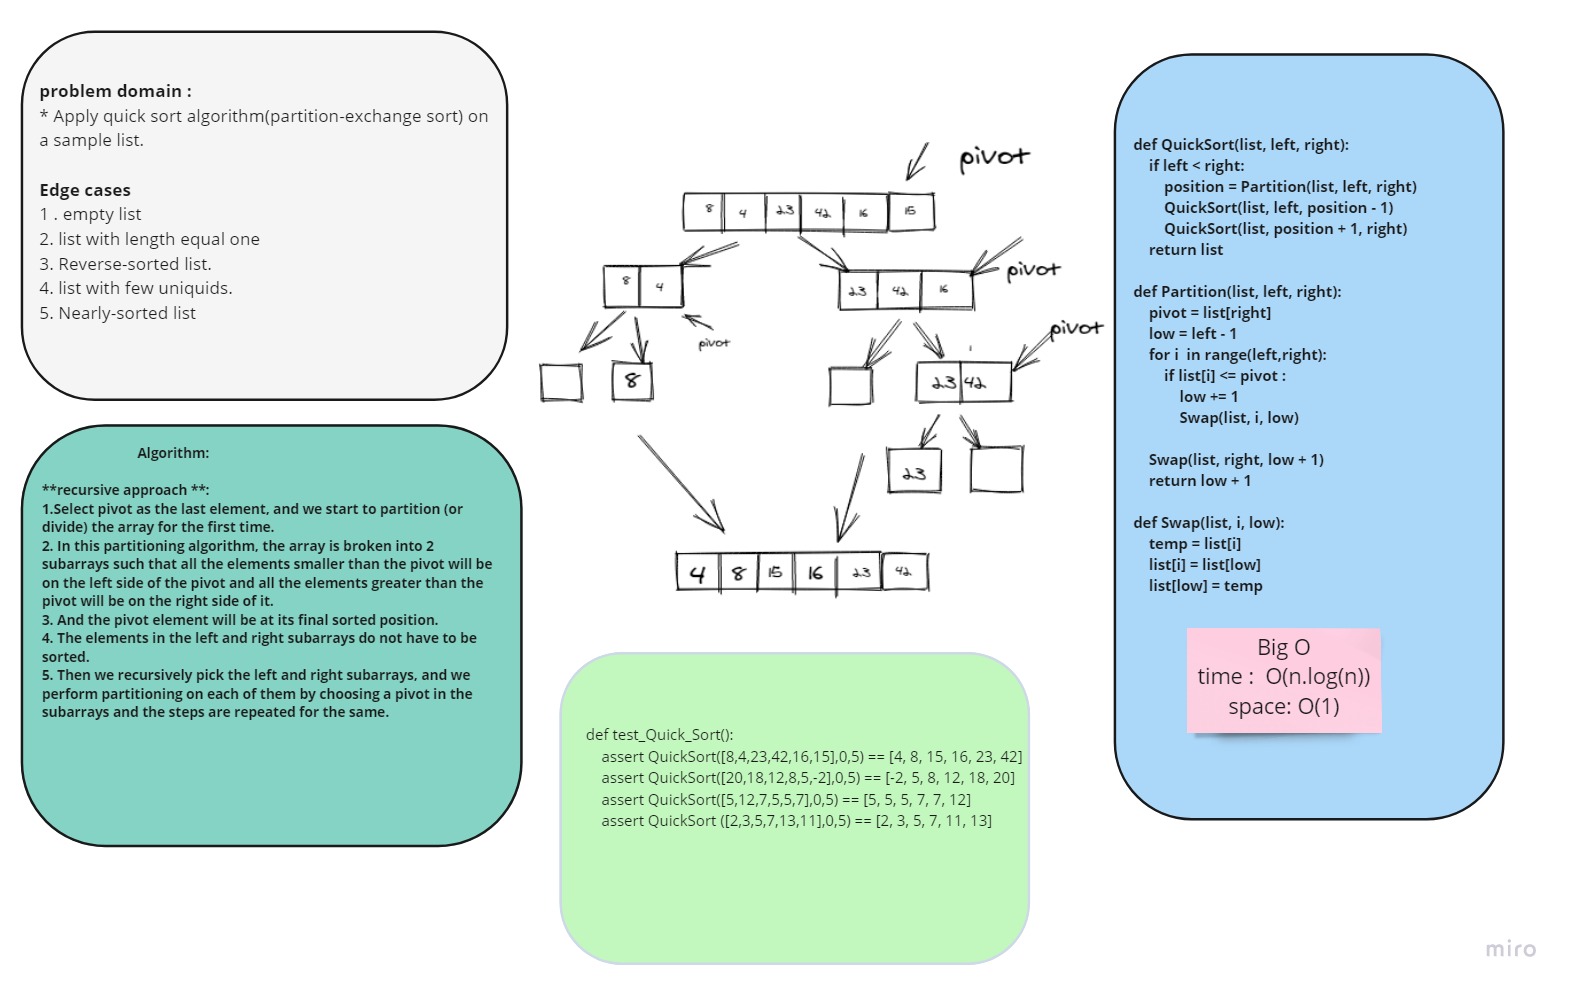 problem domain :
* Apply quick sort algorithm(partition-exchange sort) on
a sample list.
Edge cases
1 . empty list
2. list with length equal one
3. Reverse-sorted list.
4. list with few uniquids.
5. Nearly-sorted list
Algorithm:
**recursive approach **:
1.Select pivot as the last element, and we start to partition (or
divide) the array for the first time.
2. In this partitioning algorithm, the array is broken into 2
subarrays such that all the elements smaller than the pivot will be
on the left side of the pivot and all the elements greater than the
pivot will be on the right side of it.
3. And the pivot element will be at its final sorted position.
4. The elements in the left and right subarrays do not have to be
sorted.
5. Then we recursively pick the left and right subarrays, and we
perform partitioning on each of them by choosing a pivot in the
subarrays and the steps are repeated for the same.
pivot
8 4 23 42 16 15
pivot
8 4
23 42 16
pivot
pivot
8
23 42
23
4 8 15 16 23 42
def test_Quick_Sort():
assert QuickSort([8,4,23,42,16,15],0,5) == [4, 8, 15, 16, 23, 42]
assert QuickSort([20,18,12,8,5,-2],0,5) == [-2, 5, 8, 12, 18, 20]
assert QuickSort([5,12,7,5,5,7],0,5) == [5, 5, 5, 7, 7, 12]
assert QuickSort ([2,3,5,7,13,11],0,5) == [2, 3, 5, 7, 11, 13]
def QuickSort(list, left, right):
if left < right:
position = Partition(list, left, right)
QuickSort(list, left, position - 1)
QuickSort(list, position + 1, right)
return list
def Partition(list, left, right):
pivot = list[right]
low = left - 1
for i  in range(left,right):
if list[i] <= pivot :
low += 1
Swap(list, i, low)
Swap(list, right, low + 1)
return low + 1
def Swap(list, i, low):
temp = list[i]
list[i] = list[low]
list[low] = temp
Big O
time :  O(n.log(n))
space: O(1)
miro